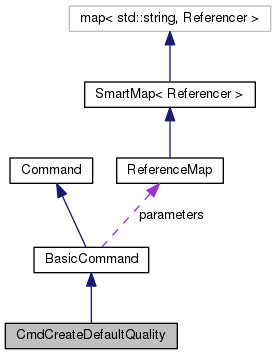 map< std::string, Referencer >
SmartMap< Referencer >
Command
ReferenceMap
parameters
BasicCommand
CmdCreateDefaultQuality